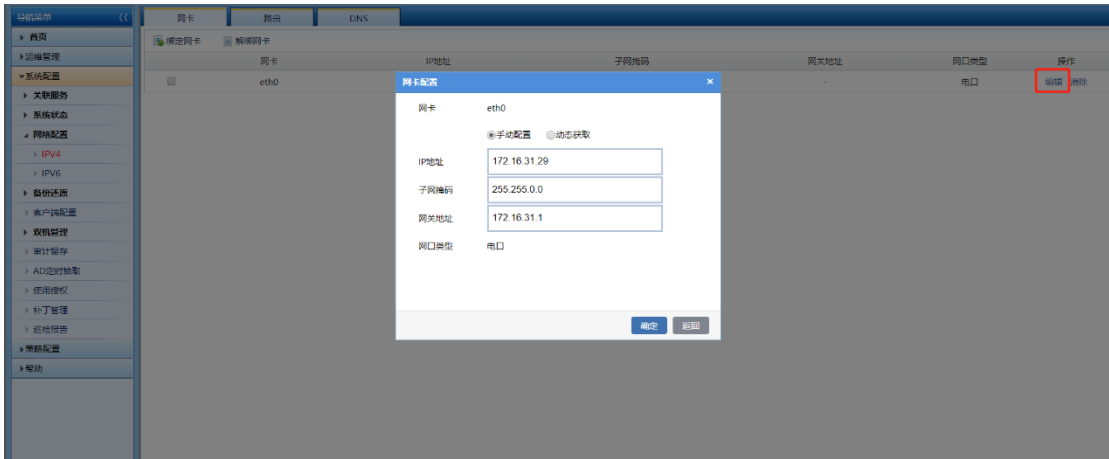 导航菜单 《 网卡 路由 DNS
首页
绑定网卡 解绑网卡
运维管理
网卡 IP地址 子网掩码 网关地址 网口类型 操作
系统配置
eth0 - 电口 编辑 清除
网卡配置 ×
关联服务
网卡 eth0
系统状态
手动配置 动态获取
网络配置
IPV4
IP地址 172.16.31.29
IPV6
子网掩码 255.255.0.0
备份还原
客户端配置
网关地址 172.16.31.1
双机管理
网口类型 电口
审计留存
AD定时抽取
使用授权
补丁管理
巡检报告
确定 返回
策略配置
帮助